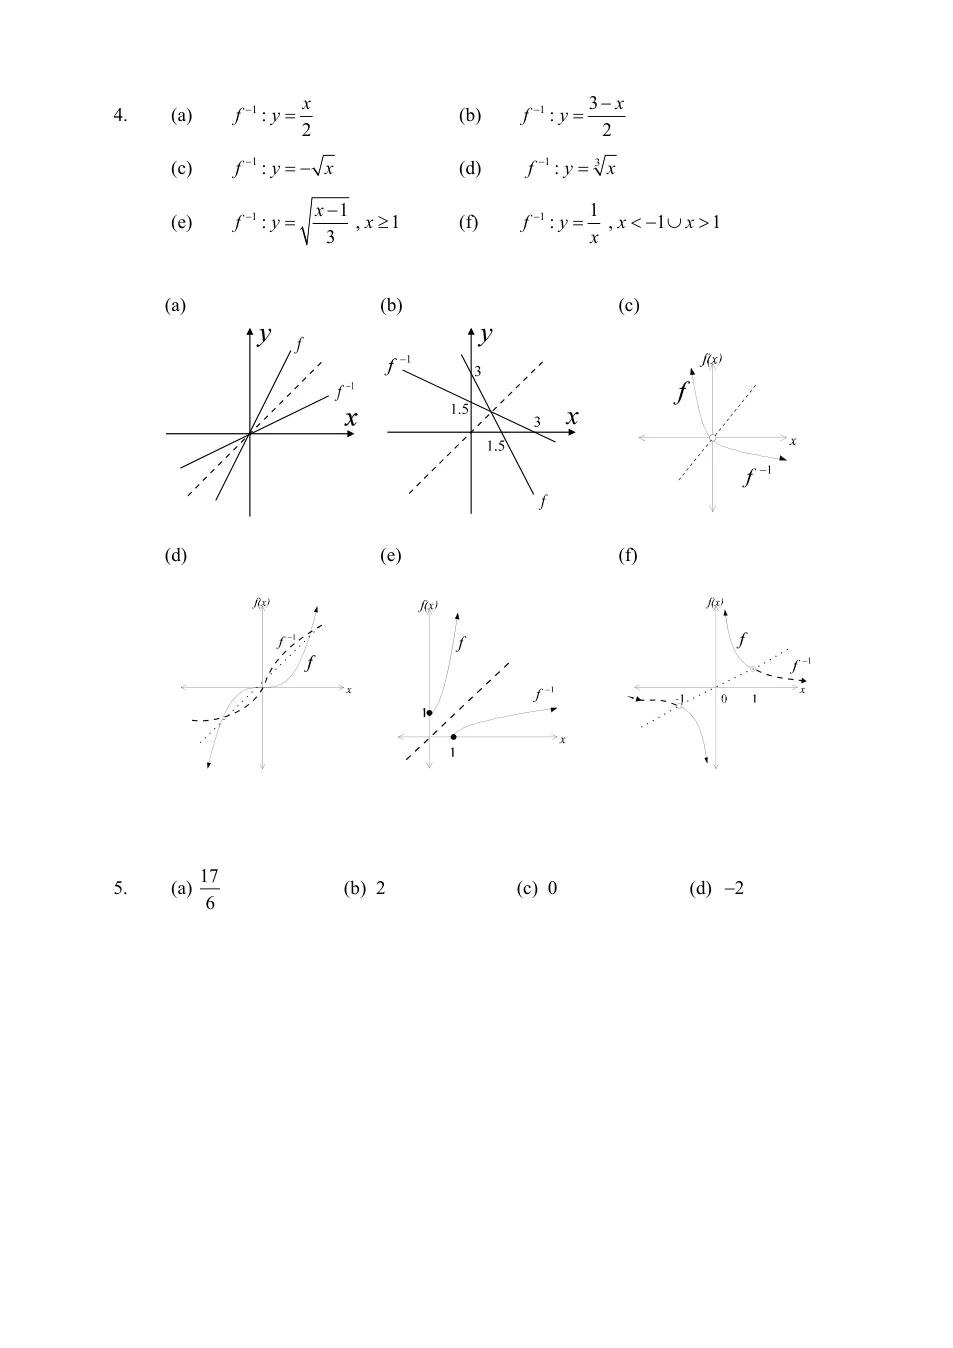 4. (a) f⁻¹ : y = x/2 (b) f⁻¹ : y = (3 − x)/2
(c) f⁻¹ : y = −√x (d) f⁻¹ : y = ∛x
(e) f⁻¹ : y = √((x − 1)/3) , x ≥ 1 (f) f⁻¹ : y = 1/x , x < −1 ∪ x > 1
(a) (b) (c)
y f f⁻¹ x
y f⁻¹ 3 1.5 3 x 1.5 f
f(x) f x f⁻¹
(d) (e) (f)
f(x) f⁻¹ f x
f(x) f f⁻¹ 1 x 1
f(x) f f⁻¹ x -1 0 1
5. (a) 17/6 (b) 2 (c) 0 (d) −2